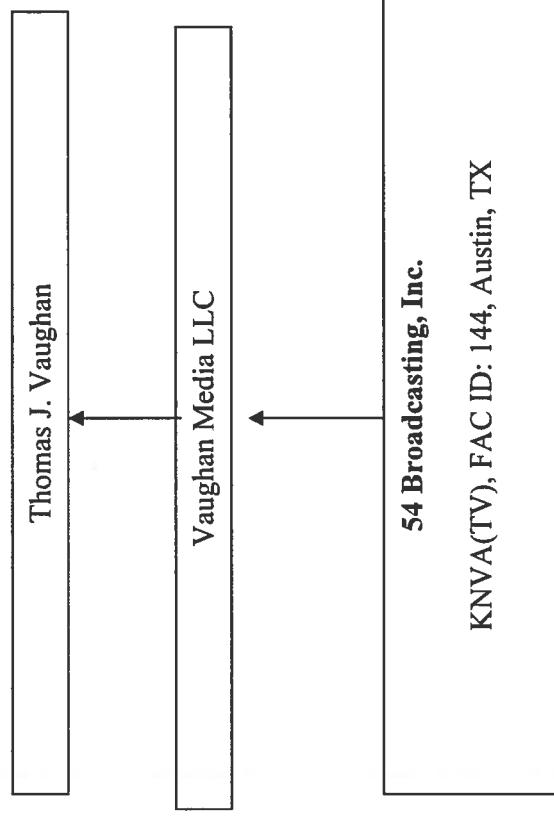 Thomas J. Vaughan
Vaughan Media LLC
54 Broadcasting, Inc.
KNVA(TV), FAC ID: 144, Austin, TX